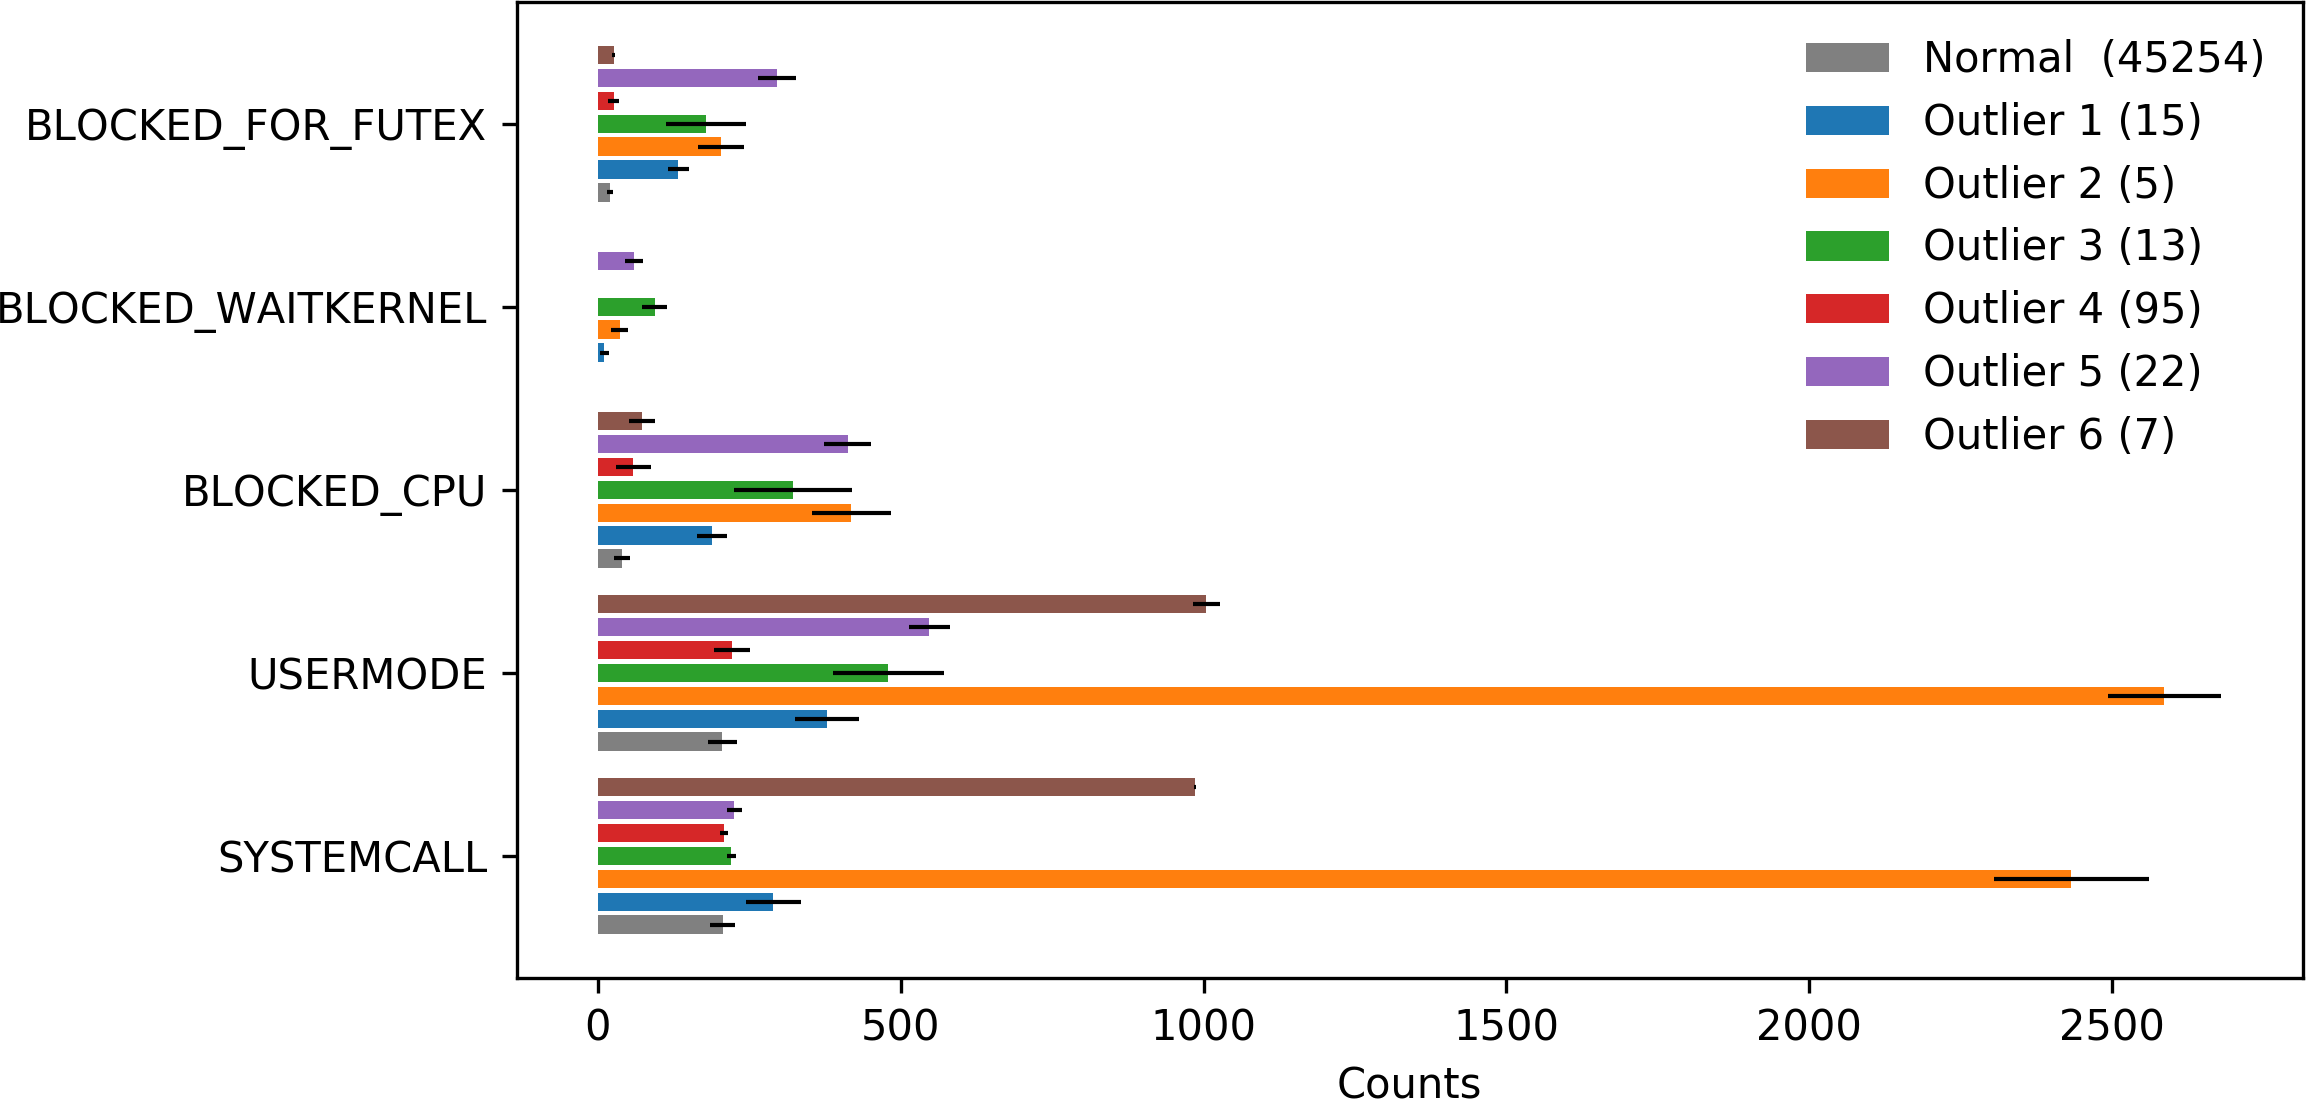 BLOCKED_FOR_FUTEX
BLOCKED_WAITKERNEL
BLOCKED_CPU
USERMODE
SYSTEMCALL
Normal  (45254)
Outlier 1 (15)
Outlier 2 (5)
Outlier 3 (13)
Outlier 4 (95)
Outlier 5 (22)
Outlier 6 (7)
0 500 1000 1500 2000 2500
Counts